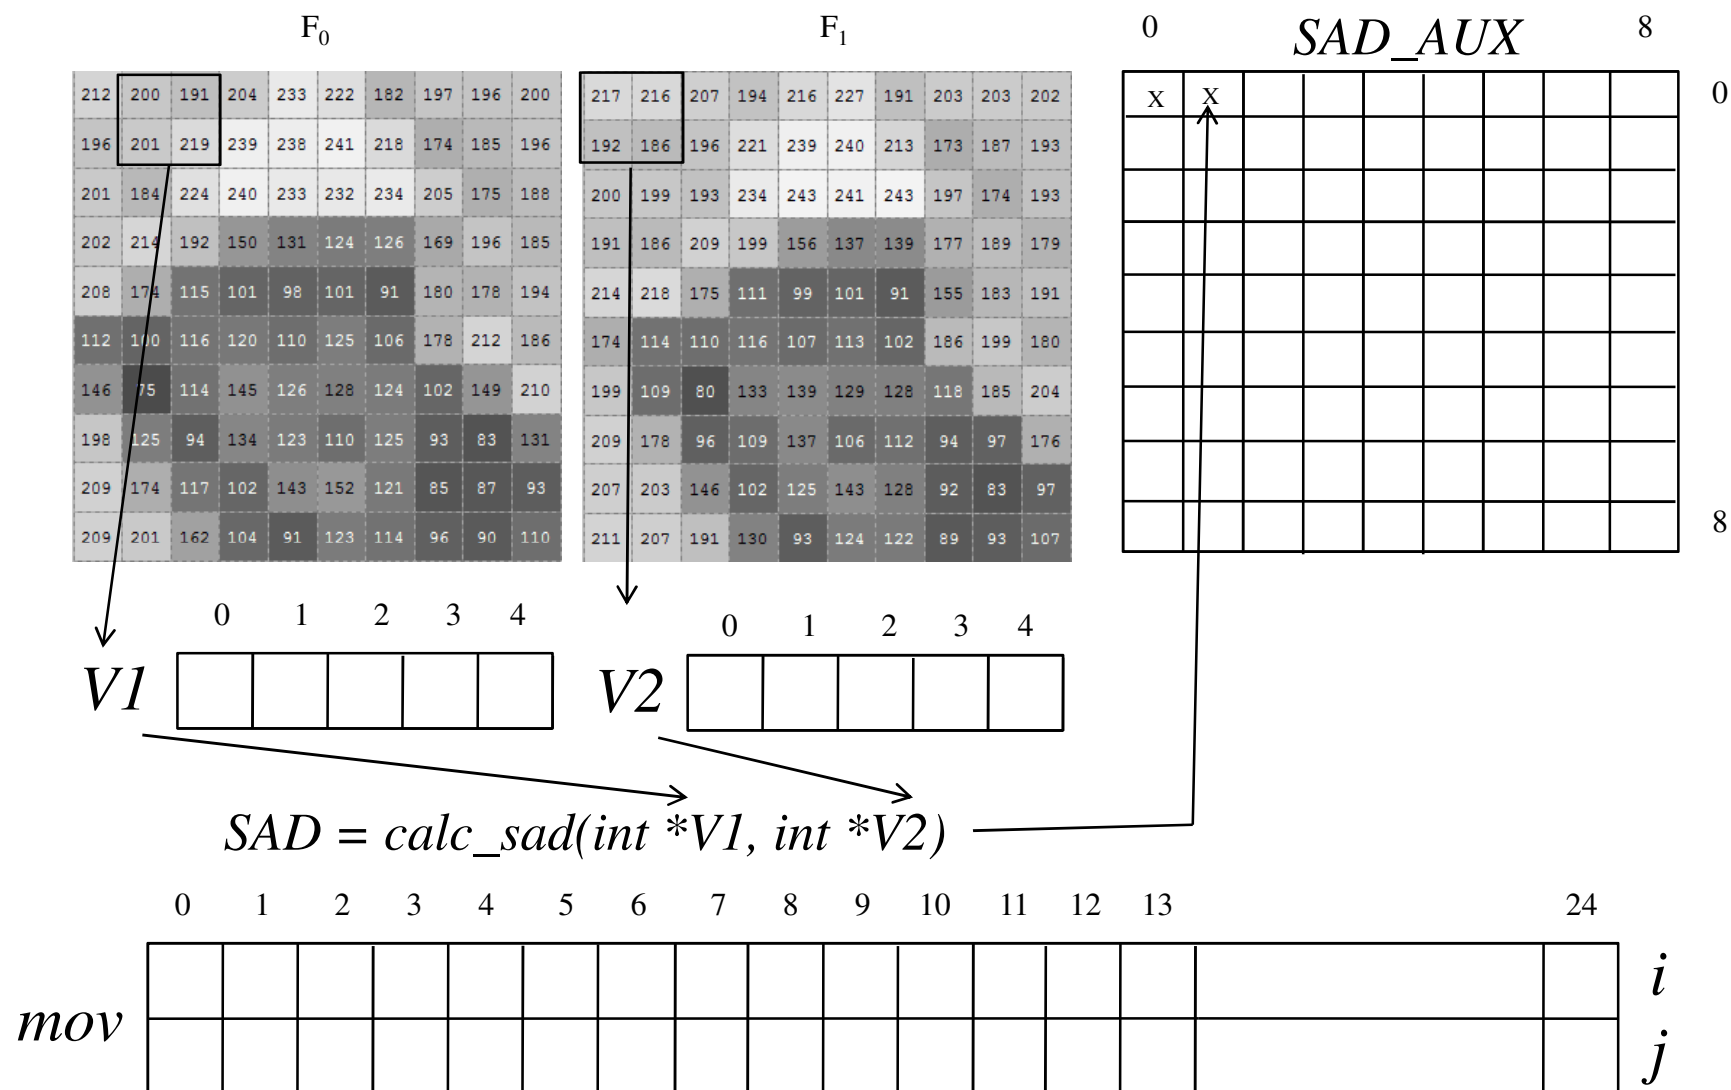 F0 F1 0 SAD_AUX 8
212 200 191 204 233 222 182 197 196 200
196 201 219 239 238 241 218 174 185 196
201 184 224 240 233 232 234 205 175 188
202 214 192 150 131 124 126 169 196 185
208 174 115 101 98 101 91 180 178 194
112 100 116 120 110 125 106 178 212 186
146 75 114 145 126 128 124 102 149 210
198 125 94 134 123 110 125 93 83 131
209 174 117 102 143 152 121 85 87 93
209 201 162 104 91 123 114 96 90 110
217 216 207 194 216 227 191 203 203 202
192 186 196 221 239 240 213 173 187 193
200 199 193 234 243 241 243 197 174 193
191 186 209 199 156 137 139 177 189 179
214 218 175 111 99 101 91 155 183 191
174 114 110 116 107 113 102 186 199 180
199 109 80 133 139 129 128 118 185 204
209 178 96 109 137 106 112 94 97 176
207 203 146 102 125 143 128 92 83 97
211 207 191 130 93 124 122 89 93 107
x x 0
8
0 1 2 3 4
V1
0 1 2 3 4
V2
SAD = calc_sad(int *V1, int *V2)
0 1 2 3 4 5 6 7 8 9 10 11 12 13 24
i
mov
j